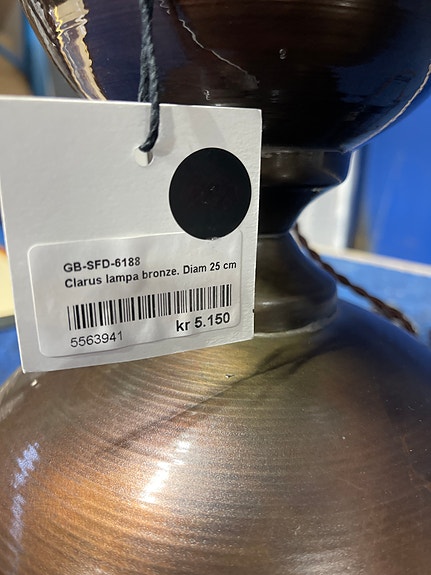 GB-SFD-6188
Clarus lampa bronze. Diam 25 cm
5563941
kr 5.150